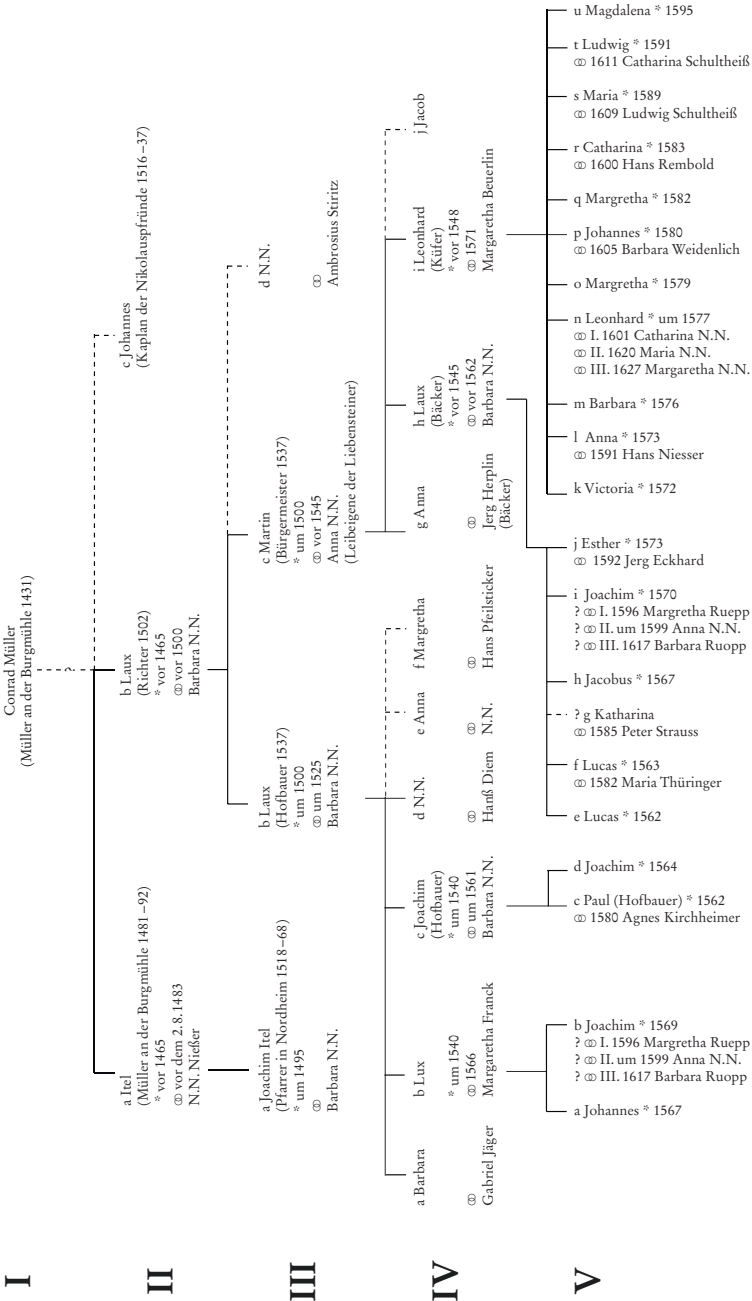 I
Conrad Müller
(Müller an der Burgmühle 1431)
?
II
a Itel
(Müller an der Burgmühle 1481–92)
* vor 1465
⚭ vor dem 2.8.1483
N.N. Nießer
b Laux
(Richter 1502)
* vor 1465
⚭ vor 1500
Barbara N.N.
c Johannes
(Kaplan der Nikolauspfründe 1516–37)
III
a Joachim Itel
(Pfarrer in Nordheim 1518–68)
* um 1495
⚭
Barbara N.N.
b Laux
(Hofbauer 1537)
* um 1500
⚭ um 1525
Barbara N.N.
c Martin
(Bürgermeister 1537)
* um 1500
⚭ vor 1545
Anna N.N.
(Leibeigene der Liebensteiner)
d N.N.
⚭
Ambrosius Stiritz
IV
a Barbara
⚭
Gabriel Jäger
b Lux
* um 1540
⚭ 1566
Margaretha Franck
c Joachim
(Hofbauer)
* um 1540
⚭ um 1561
Barbara N.N.
d N.N.
⚭
Hanß Diem
e Anna
⚭
N.N.
f Margretha
⚭
Hans Pfeilsticker
g Anna
⚭
Jerg Herplin
(Bäcker)
h Laux
(Bäcker)
* vor 1545
⚭ vor 1562
Barbara N.N.
i Leonhard
(Küfer)
* vor 1548
⚭ 1571
Margaretha Beuerlin
j Jacob
V
a Johannes * 1567
b Joachim * 1569
? ⚭ I. 1596 Margretha Ruepp
? ⚭ II. um 1599 Anna N.N.
? ⚭ III. 1617 Barbara Ruopp
c Paul (Hofbauer) * 1562
⚭ 1580 Agnes Kirchheimer
d Joachim * 1564
e Lucas * 1562
f Lucas * 1563
⚭ 1582 Maria Thüringer
? g Katharina
⚭ 1585 Peter Strauss
h Jacobus * 1567
i Joachim * 1570
? ⚭ I. 1596 Margretha Ruepp
? ⚭ II. um 1599 Anna N.N.
? ⚭ III. 1617 Barbara Ruopp
j Esther * 1573
⚭ 1592 Jerg Eckhard
k Victoria * 1572
l Anna * 1573
⚭ 1591 Hans Niesser
m Barbara * 1576
n Leonhard * um 1577
⚭ I. 1601 Catharina N.N.
⚭ II. 1620 Maria N.N.
⚭ III. 1627 Margaretha N.N.
o Margretha * 1579
p Johannes * 1580
⚭ 1605 Barbara Weidenlich
q Margretha * 1582
r Catharina * 1583
⚭ 1600 Hans Rembold
s Maria * 1589
⚭ 1609 Ludwig Schultheiß
t Ludwig * 1591
⚭ 1611 Catharina Schultheiß
u Magdalena * 1595